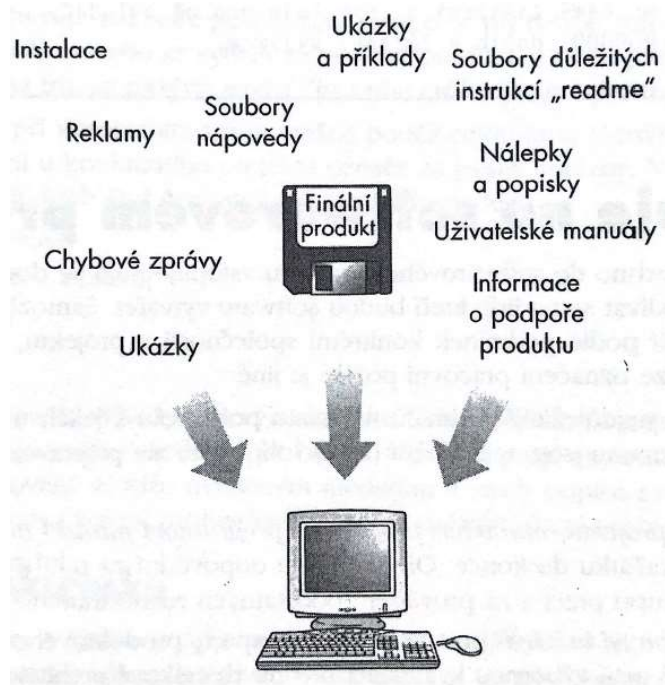 Instalace
Ukázky
a příklady
Soubory důležitých
instrukcí „readme"
Reklamy
Soubory
nápovědy
Nálepky
a popisky
Finální
produkt
Uživatelské manuály
Chybové zprávy
Informace
o podpoře
produktu
Ukázky